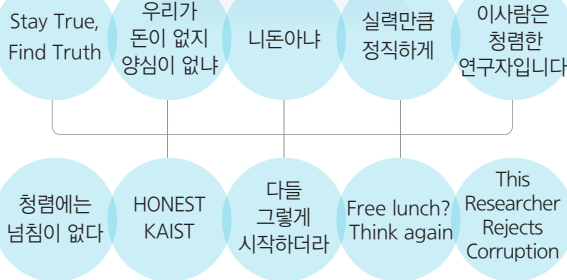 Stay True,
Find Truth
우리가
돈이 없지
양심이 없냐
니돈아냐
실력만큼
정직하게
이사람은
청렴한
연구자입니다
청렴에는
넘침이 없다
HONEST
KAIST
다들
그렇게
시작하더라
Free lunch?
Think again
This
Researcher
Rejects
Corruption